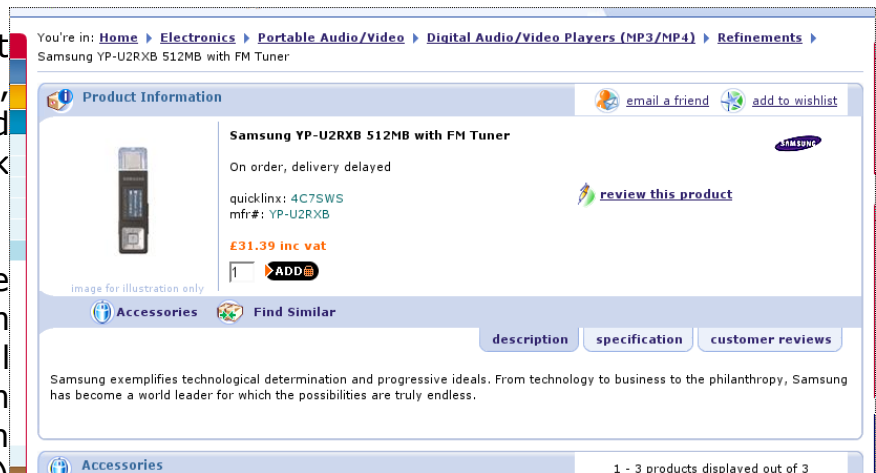 You're in: Home Electronics Portable Audio/Video Digital Audio/Video Players (MP3/MP4) Refinements
Samsung YP-U2RXB 512MB with FM Tuner
Product Information
email a friend add to wishlist
Samsung YP-U2RXB 512MB with FM Tuner
SAMSUNG
On order, delivery delayed
quicklinx: 4C7SWS
review this product
mfr#: YP-U2RXB
£31.39 inc vat
1 ADD
image for illustration only
Accessories Find Similar
description specification customer reviews
Samsung exemplifies technological determination and progressive ideals. From technology to business to the philanthropy, Samsung
has become a world leader for which the possibilities are truly endless.
Accessories
1 - 3 products displayed out of 3